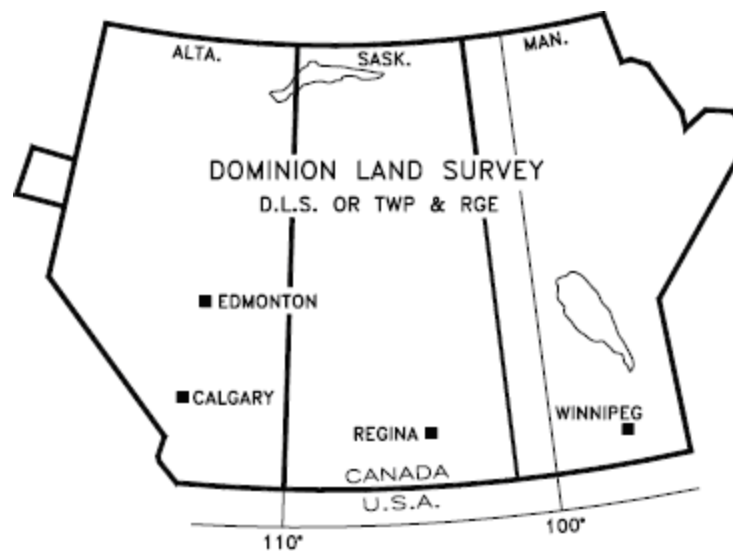 ALTA.
SASK.
MAN.
DOMINION LAND SURVEY
D.L.S. OR TWP & RGE
EDMONTON
CALGARY
REGINA
WINNIPEG
CANADA
U.S.A.
110°
100°